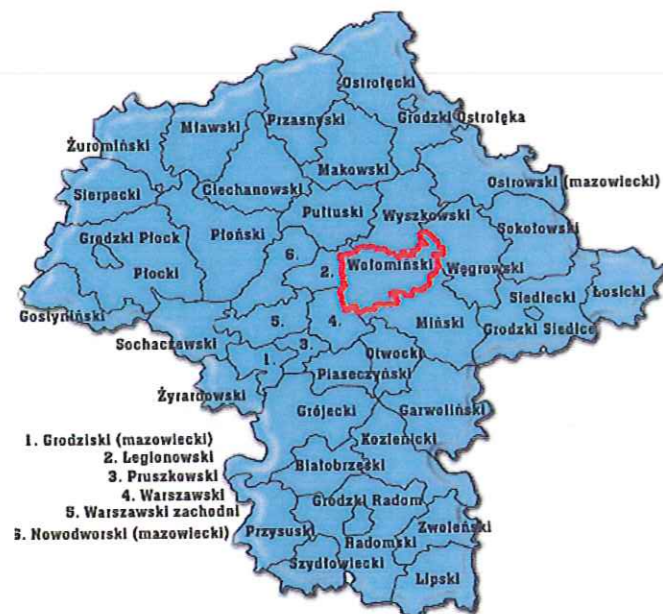 Ostrołęcki
Grodzki Ostrołęka
Przasnyski
Mławski
Żuromiński
Makowski
Ciechanowski
Ostrowski (mazowiecki)
Sierpecki
Pułtuski
Wyszkowski
Sokołowski
Grodzki Płock
Płoński
6.
Wołomiński
Węgrowski
Płocki
2.
Siedlecki
Łosicki
Gostyniński
5.
4.
Miński
Grodzki Siedlce
Sochaczewski
3.
1.
Otwocki
Piaseczyński
Żyrardowski
Grójecki
Garwoliński
Kozienicki
Białobrzeski
Grodzki Radom
Przysuski
Zwoleński
Radomski
Szydłowiecki
Lipski
1. Grodziski (mazowiecki)
2. Legionowski
3. Pruszkowski
4. Warszawski
5. Warszawski zachodni
6. Nowodworski (mazowiecki)